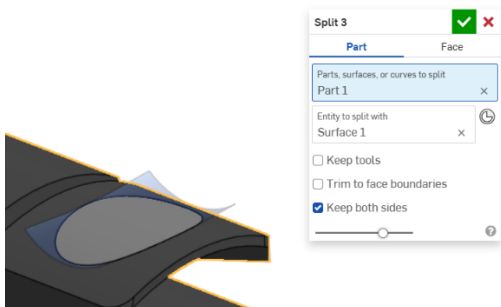 Split 3
Part
Face
Parts, surfaces, or curves to split
Part 1
Entity to split with
Surface 1
Keep tools
Trim to face boundaries
Keep both sides